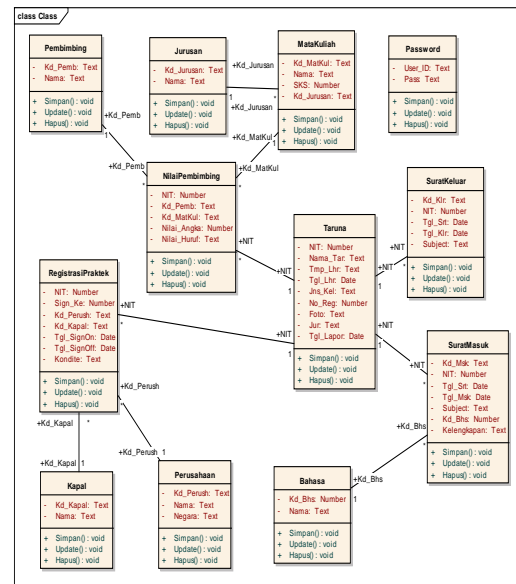 class Class
Pembimbing
- Kd_Pemb: Text
- Nama: Text
+ Simpan() : void
+ Update() : void
+ Hapus() : void
Jurusan
- Kd_Jurusan: Text
- Nama: Text
+ Simpan() : void
+ Update() : void
+ Hapus() : void
MataKuliah
- Kd_MatKul: Text
- Nama: Text
- SKS: Number
- Kd_Jurusan: Text
+ Simpan() : void
+ Update() : void
+ Hapus() : void
Password
- User_ID: Text
- Pass: Text
+ Simpan() : void
+ Update() : void
+ Hapus() : void
+Kd_Jurusan
1
*
+Kd_Jurusan
+Kd_Pemb
1
+Kd_Pemb
*
+Kd_MatKul
1
+Kd_MatKul
*
NilaiPembimbing
- NIT: Number
- Kd_Pemb: Text
- Kd_MatKul: Text
- Nilai_Angka: Number
- Nilai_Huruf: Text
+ Simpan() : void
+ Update() : void
+ Hapus() : void
SuratKeluar
- Kd_Klr: Text
- NIT: Number
- Tgl_Srt: Date
- Tgl_Klr: Date
- Subject: Text
+ Simpan() : void
+ Update() : void
+ Hapus() : void
Taruna
- NIT: Number
- Nama_Tar: Text
- Tmp_Lhr: Text
- Tgl_Lhr: Date
- Jns_Kel: Text
- No_Reg: Number
- Foto: Text
- Jur: Text
- Tgl_Lapor: Date
+ Simpan() : void
+ Update() : void
+ Hapus() : void
+NIT
*
+NIT
1
+NIT
1
+NIT
*
RegistrasiPraktek
- NIT: Number
- Sign_Ke: Number
- Kd_Perush: Text
- Kd_Kapal: Text
- Tgl_SignOn: Date
- Tgl_SignOff: Date
- Kondite: Text
+ Simpan() : void
+ Update() : void
+ Hapus() : void
+NIT
*
+NIT
1
+NIT
1
+NIT
*
SuratMasuk
- Kd_Msk: Text
- NIT: Number
- Tgl_Srt: Date
- Tgl_Msk: Date
- Subject: Text
- Kd_Bhs: Number
- Kelengkapan: Text
+ Simpan() : void
+ Update() : void
+ Hapus() : void
+Kd_Perush
*
+Kd_Kapal
*
+Kd_Bhs
*
+Kd_Kapal
1
+Kd_Perush
1
+Kd_Bhs
1
Kapal
- Kd_Kapal: Text
- Nama: Text
+ Simpan() : void
+ Update() : void
+ Hapus() : void
Perusahaan
- Kd_Perush: Text
- Nama: Text
- Negara: Text
+ Simpan() : void
+ Update() : void
+ Hapus() : void
Bahasa
- Kd_Bhs: Number
- Nama: Text
+ Simpan() : void
+ Update() : void
+ Hapus() : void